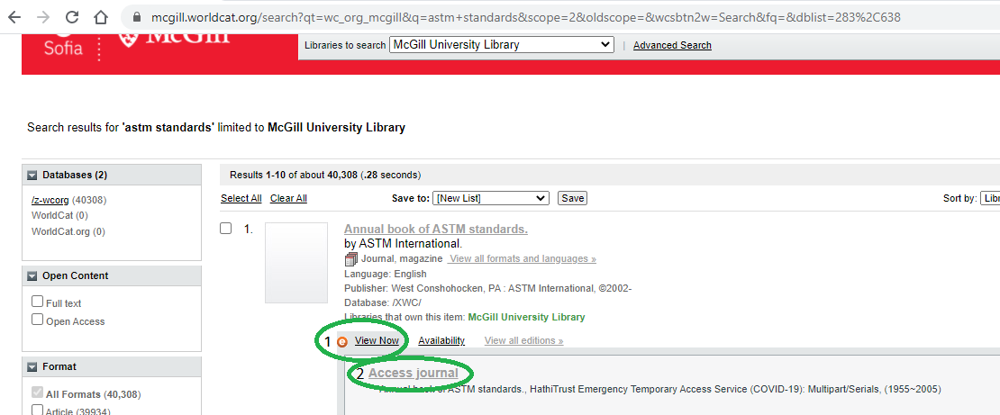 mcgill.worldcat.org/search?qt=wc_org_mcgill&q=astm+standards&scope=2&oldscope=&wcsbtn2w=Search&fq=&dblist=283%2C638
Sofia
McGill
Libraries to search McGill University Library | Advanced Search
Search results for 'astm standards' limited to McGill University Library
Databases (2)
/z-wcorg (40308)
WorldCat (0)
WorldCat.org (0)
Open Content
Full text
Open Access
Format
All Formats (40,308)
Article (39934)
Results 1-10 of about 40,308 (.28 seconds)
Select All Clear All Save to: [New List] Save Sort by:
1. Annual book of ASTM standards.
by ASTM International.
Journal, magazine View all formats and languages »
Language: English
Publisher: West Conshohocken, PA : ASTM International, ©2002-
Database: /XWC/
Libraries that own this item: McGill University Library
1 e View Now Availability View all editions »
2 Access journal
Annual book of ASTM standards., HathiTrust Emergency Temporary Access Service (COVID-19): Multipart/Serials, (1955~2005)